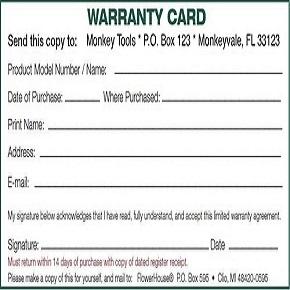 WARRANTY CARD
Send this copy to: Monkey Tools * P.O. Box 123 * Monkeyvale, FL 33123
Product Model Number / Name:
Date of Purchase: Where Purchased:
Print Name:
Address:
E-mail:
My signature below acknowledges that I have read, fully understand, and accept this limited warranty agreement.
Signature: Date
Must return within 14 days of purchase with copy of dated register receipt.
Please make a copy of this for yourself, and mail to: FlowerHouse® P.O. Box 595 • Clio, MI 48420-0595